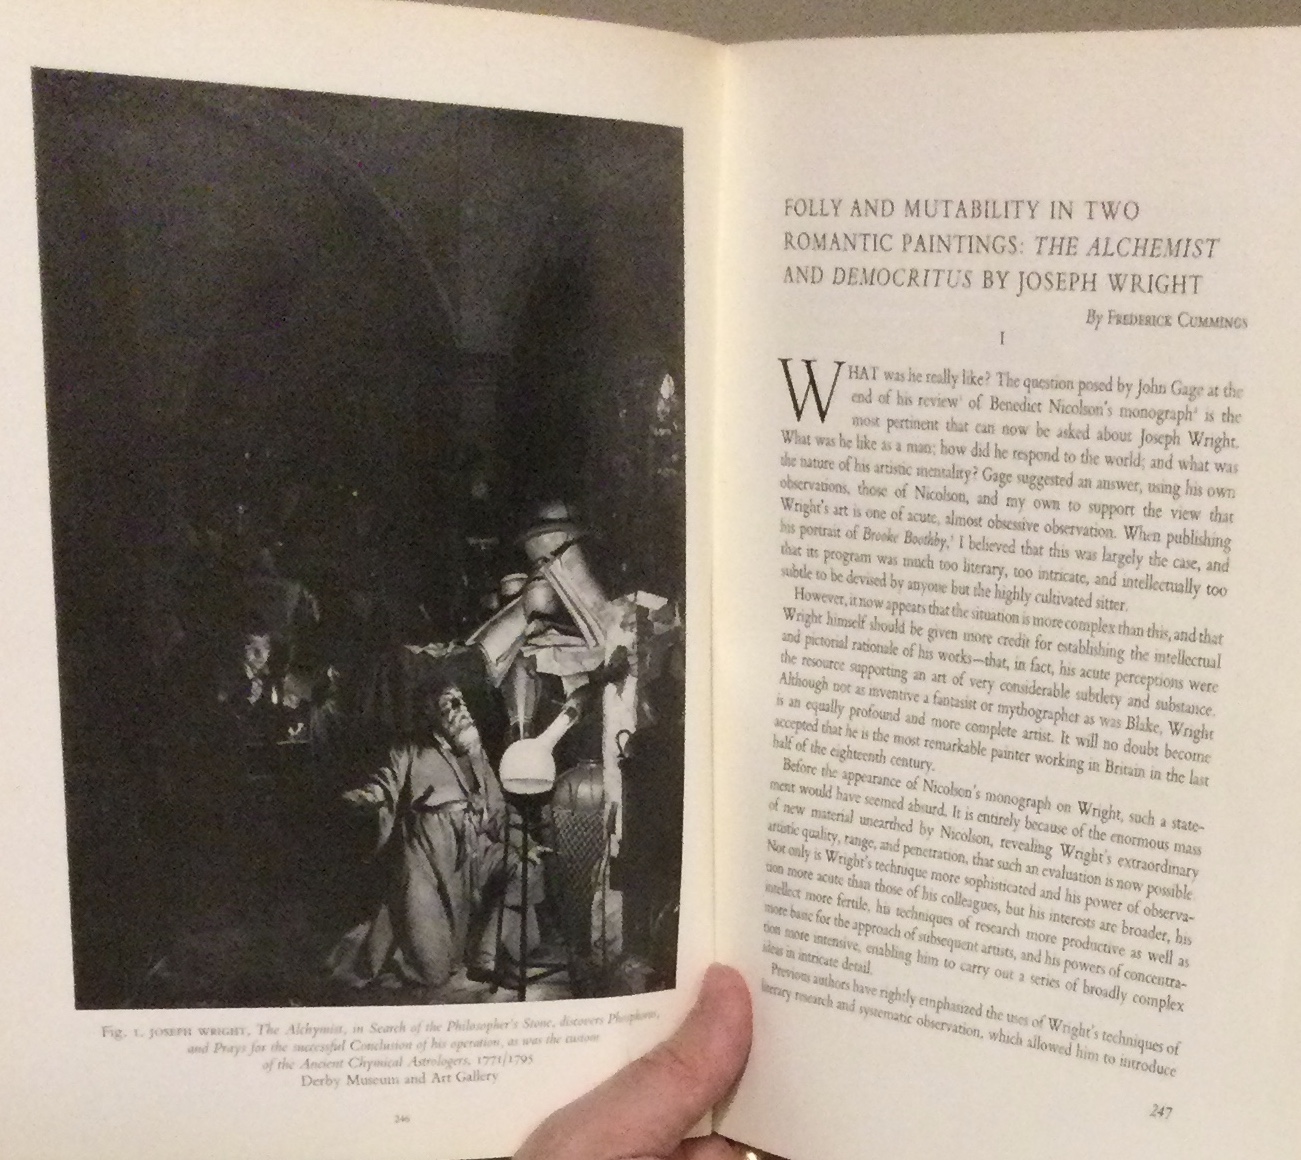 Fig. 1. JOSEPH WRIGHT, The Alchymist, in Search of the Philosopher's Stone, discovers Phosphorus,
and Prays for the successful Conclusion of his operation, as was the custom
of the Ancient Chymical Astrologers, 1771/1795
Derby Museum and Art Gallery
246
FOLLY AND MUTABILITY IN TWO
ROMANTIC PAINTINGS: THE ALCHEMIST
AND DEMOCRITUS BY JOSEPH WRIGHT
By FREDERICK CUMMINGS
I
WHAT was he really like? The question posed by John Gage at the
end of his review¹ of Benedict Nicolson's monograph² is the
most pertinent that can now be asked about Joseph Wright.
What was he like as a man; how did he respond to the world; and what was
the nature of his artistic mentality? Gage suggested an answer, using his own
observations, those of Nicolson, and my own to support the view that
Wright's art is one of acute, almost obsessive observation. When publishing
his portrait of Brooke Boothby,³ I believed that this was largely the case, and
that its program was much too literary, too intricate, and intellectually too
subtle to be devised by anyone but the highly cultivated sitter.
However, it now appears that the situation is more complex than this, and that
Wright himself should be given more credit for establishing the intellectual
and pictorial rationale of his works—that, in fact, his acute perceptions were
the resource supporting an art of very considerable subtlety and substance.
Although not as inventive a fantasist or mythographer as was Blake, Wright
is an equally profound and more complete artist. It will no doubt become
accepted that he is the most remarkable painter working in Britain in the last
half of the eighteenth century.
Before the appearance of Nicolson's monograph on Wright, such a state-
ment would have seemed absurd. It is entirely because of the enormous mass
of new material unearthed by Nicolson, revealing Wright's extraordinary
artistic quality, range, and penetration, that such an evaluation is now possible.
Not only is Wright's technique more sophisticated and his power of observa-
tion more acute than those of his colleagues, but his interests are broader, his
intellect more fertile, his techniques of research more productive as well as
more basic for the approach of subsequent artists, and his powers of concentra-
tion more intensive, enabling him to carry out a series of broadly complex
ideas in intricate detail.
Previous authors have rightly emphasized the uses of Wright's techniques of
literary research and systematic observation, which allowed him to introduce
247